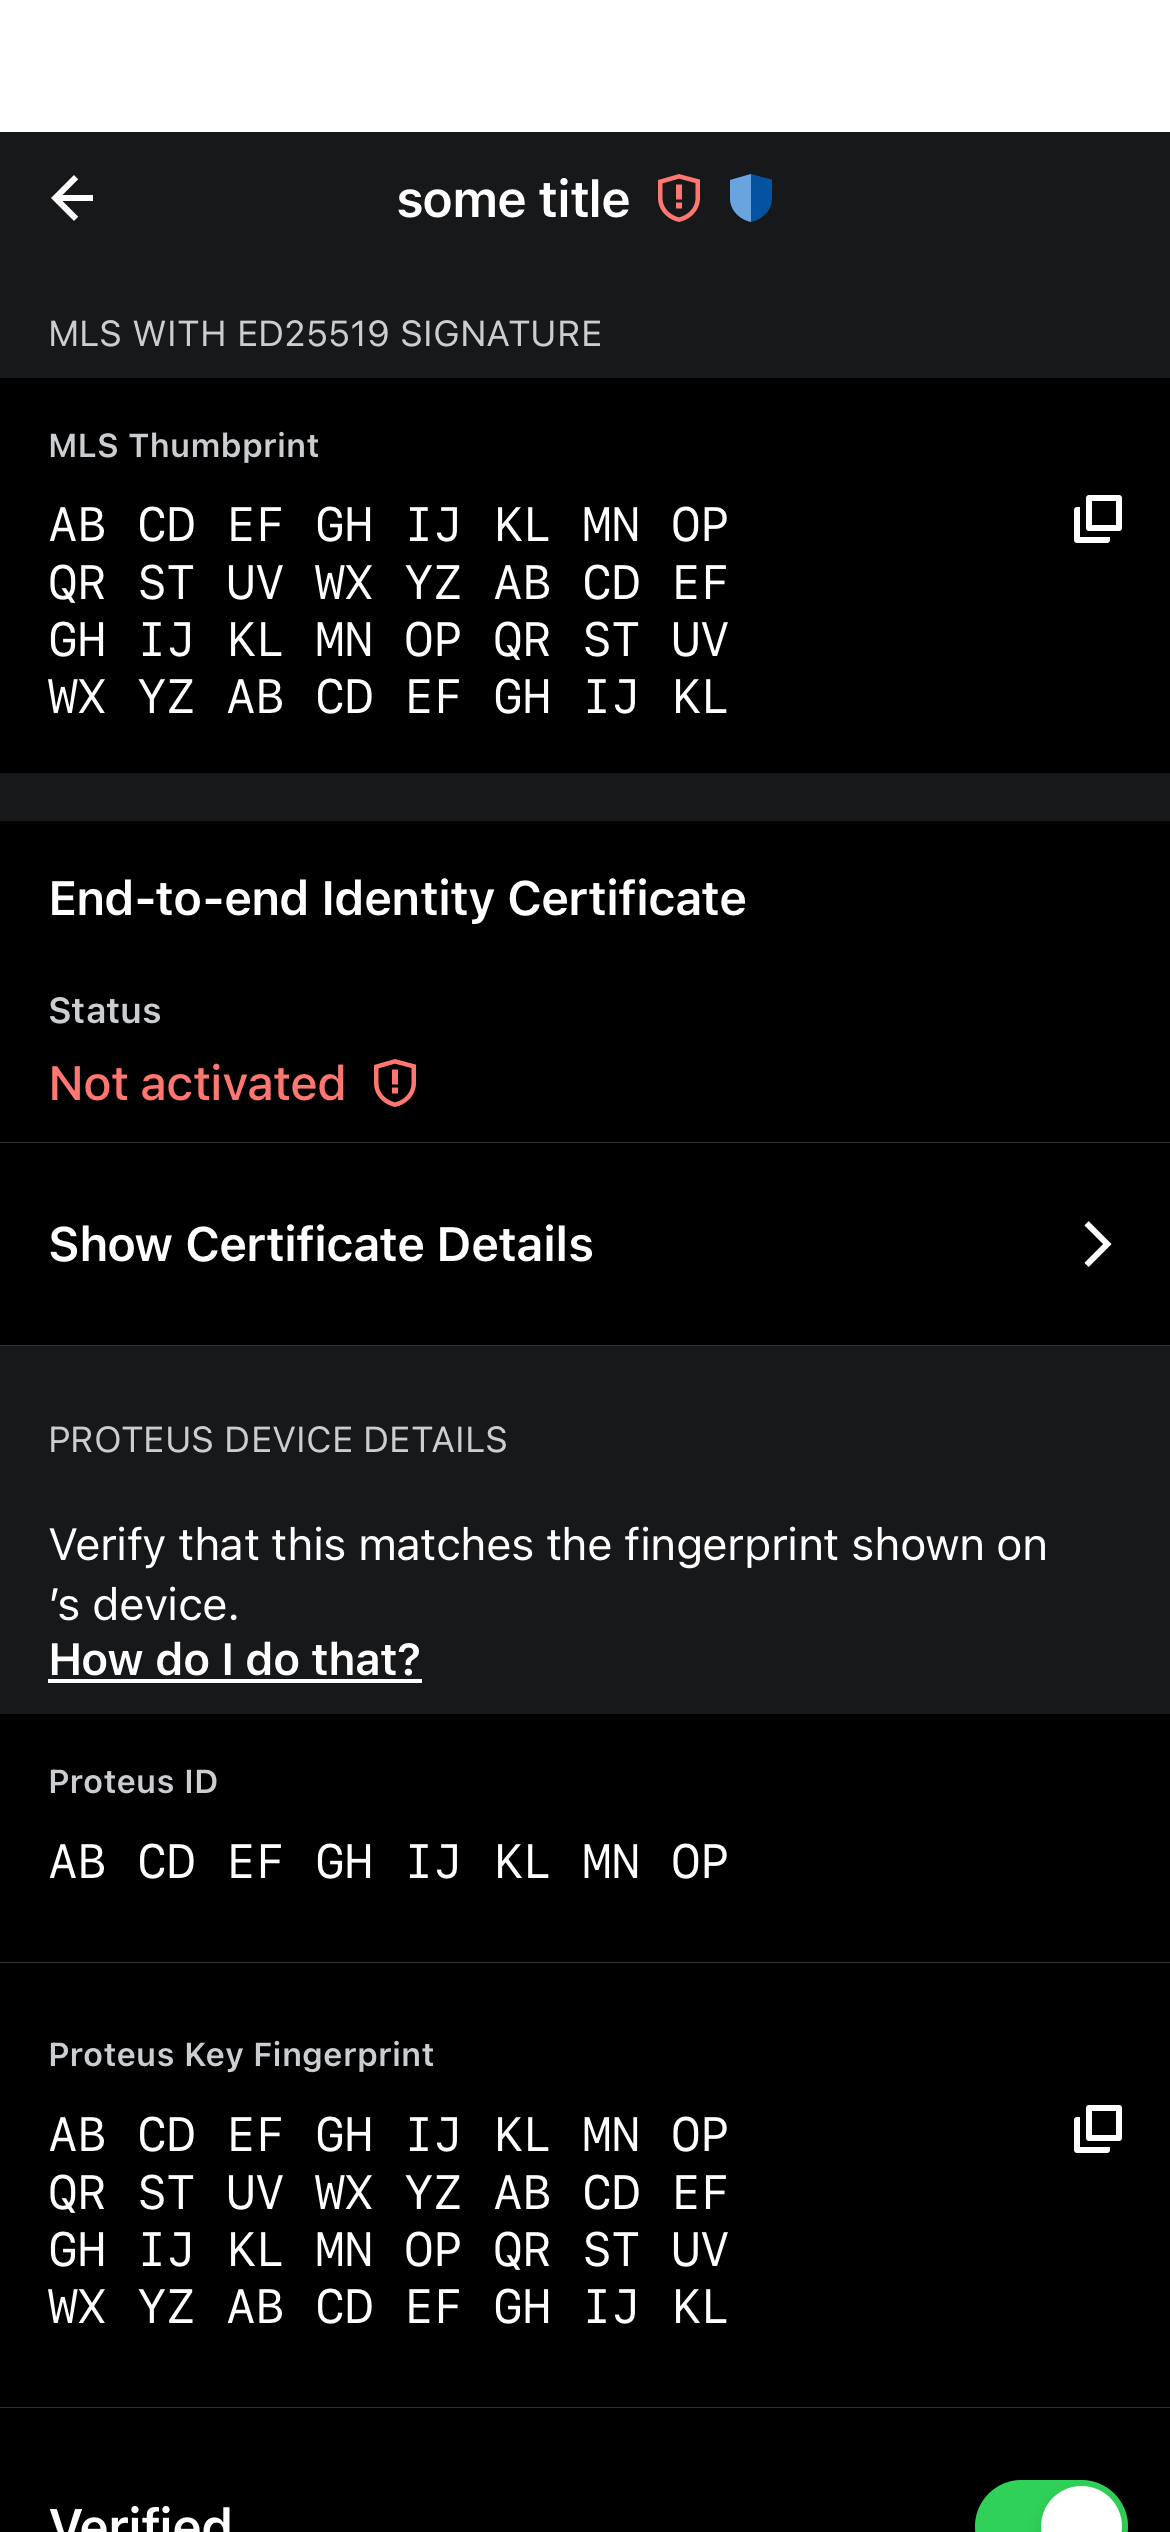 some title
MLS WITH ED25519 SIGNATURE
MLS Thumbprint
AB CD EF GH IJ KL MN OP
QR ST UV WX YZ AB CD EF
GH IJ KL MN OP QR ST UV
WX YZ AB CD EF GH IJ KL
End-to-end Identity Certificate
Status
Not activated
Show Certificate Details
PROTEUS DEVICE DETAILS
Verify that this matches the fingerprint shown on
’s device.
How do I do that?
Proteus ID
AB CD EF GH IJ KL MN OP
Proteus Key Fingerprint
AB CD EF GH IJ KL MN OP
QR ST UV WX YZ AB CD EF
GH IJ KL MN OP QR ST UV
WX YZ AB CD EF GH IJ KL
Verified